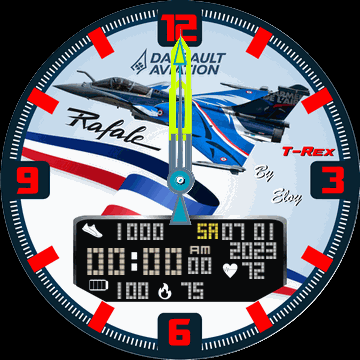 12
DASSAULT
AVIATION
Rafale
T-Rex
By
Eloy
9
3
1000
SA 07 01
2023
00:00 AM
00
72
100
75
6